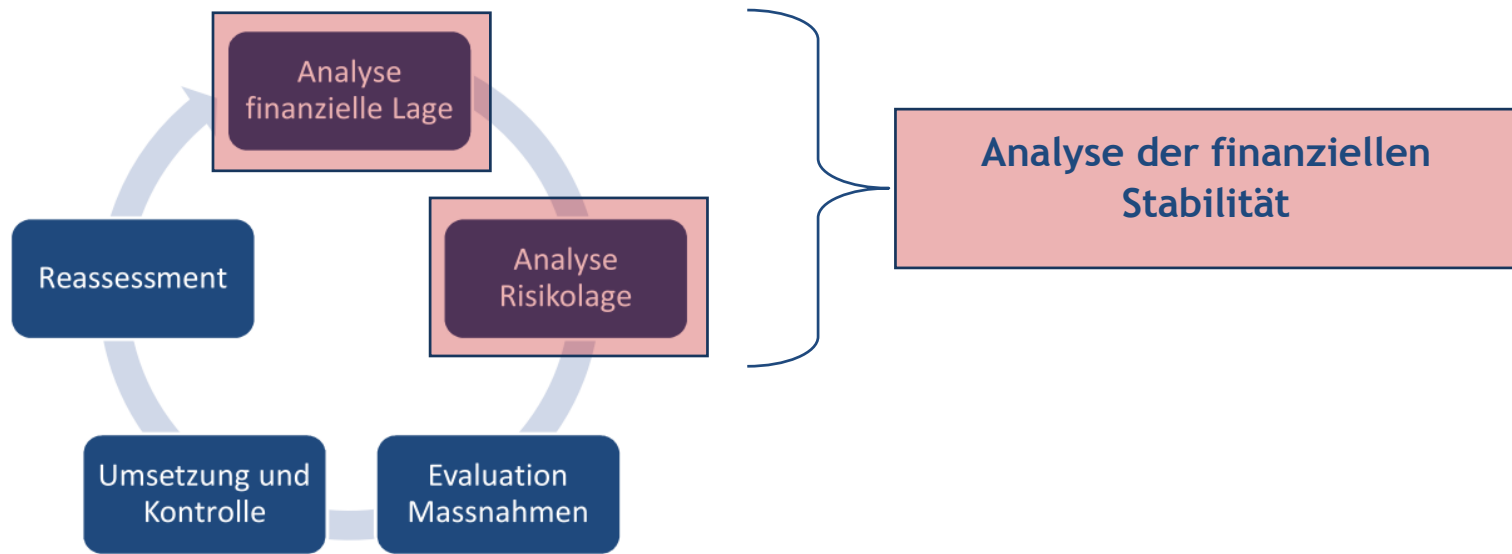 Analyse
finanzielle Lage
Analyse
Risikolage
Evaluation
Massnahmen
Umsetzung und
Kontrolle
Reassessment
Analyse der finanziellen
Stabilität